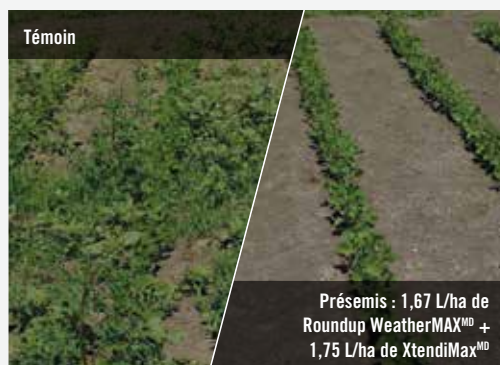 Témoin
Présemis : 1,67 L/ha de
Roundup WeatherMAXᴹᴰ +
1,75 L/ha de XtendiMaxᴹᴰ